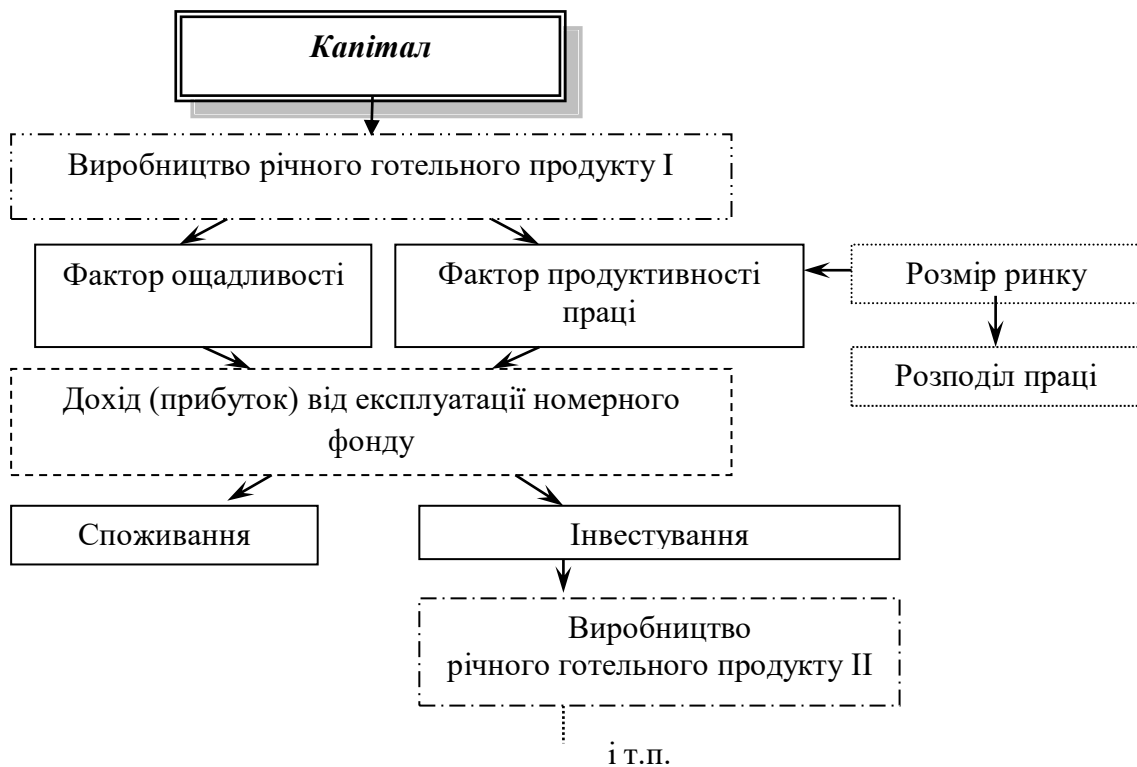 Капітал
Виробництво річного готельного продукту І
Фактор ощадливості
Фактор продуктивності
праці
Розмір ринку
Розподіл праці
Дохід (прибуток) від експлуатації номерного
фонду
Споживання
Інвестування
Виробництво
річного готельного продукту ІІ
і т.п.